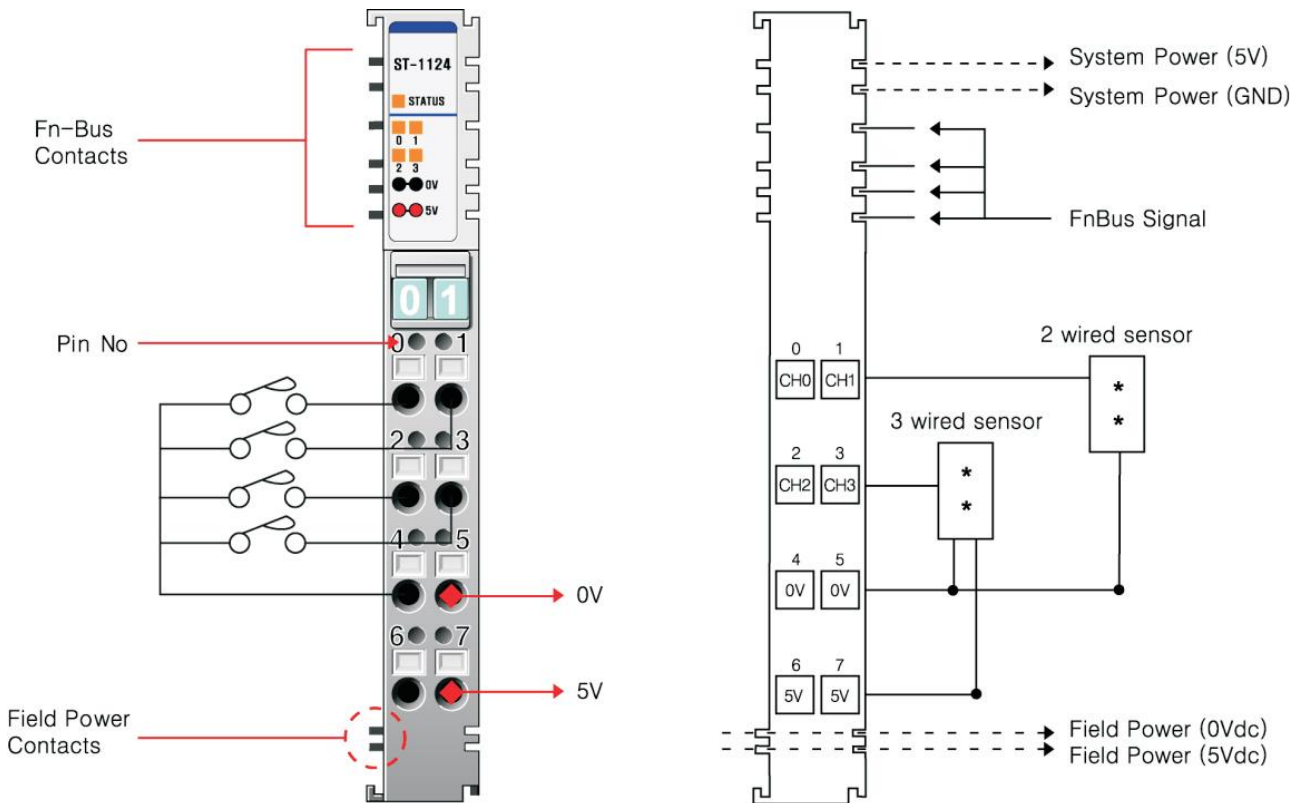 ST-1124
STATUS
0 1
2 3
0V
5V
Fn-Bus
Contacts
01
Pin No
0 1
2 3
4 5
0V
6 7
5V
Field Power
Contacts
System Power (5V)
System Power (GND)
FnBus Signal
2 wired sensor
0 1
CH0 CH1
* *
3 wired sensor
2 3
CH2 CH3
* *
4 5
0V 0V
6 7
5V 5V
Field Power (0Vdc)
Field Power (5Vdc)